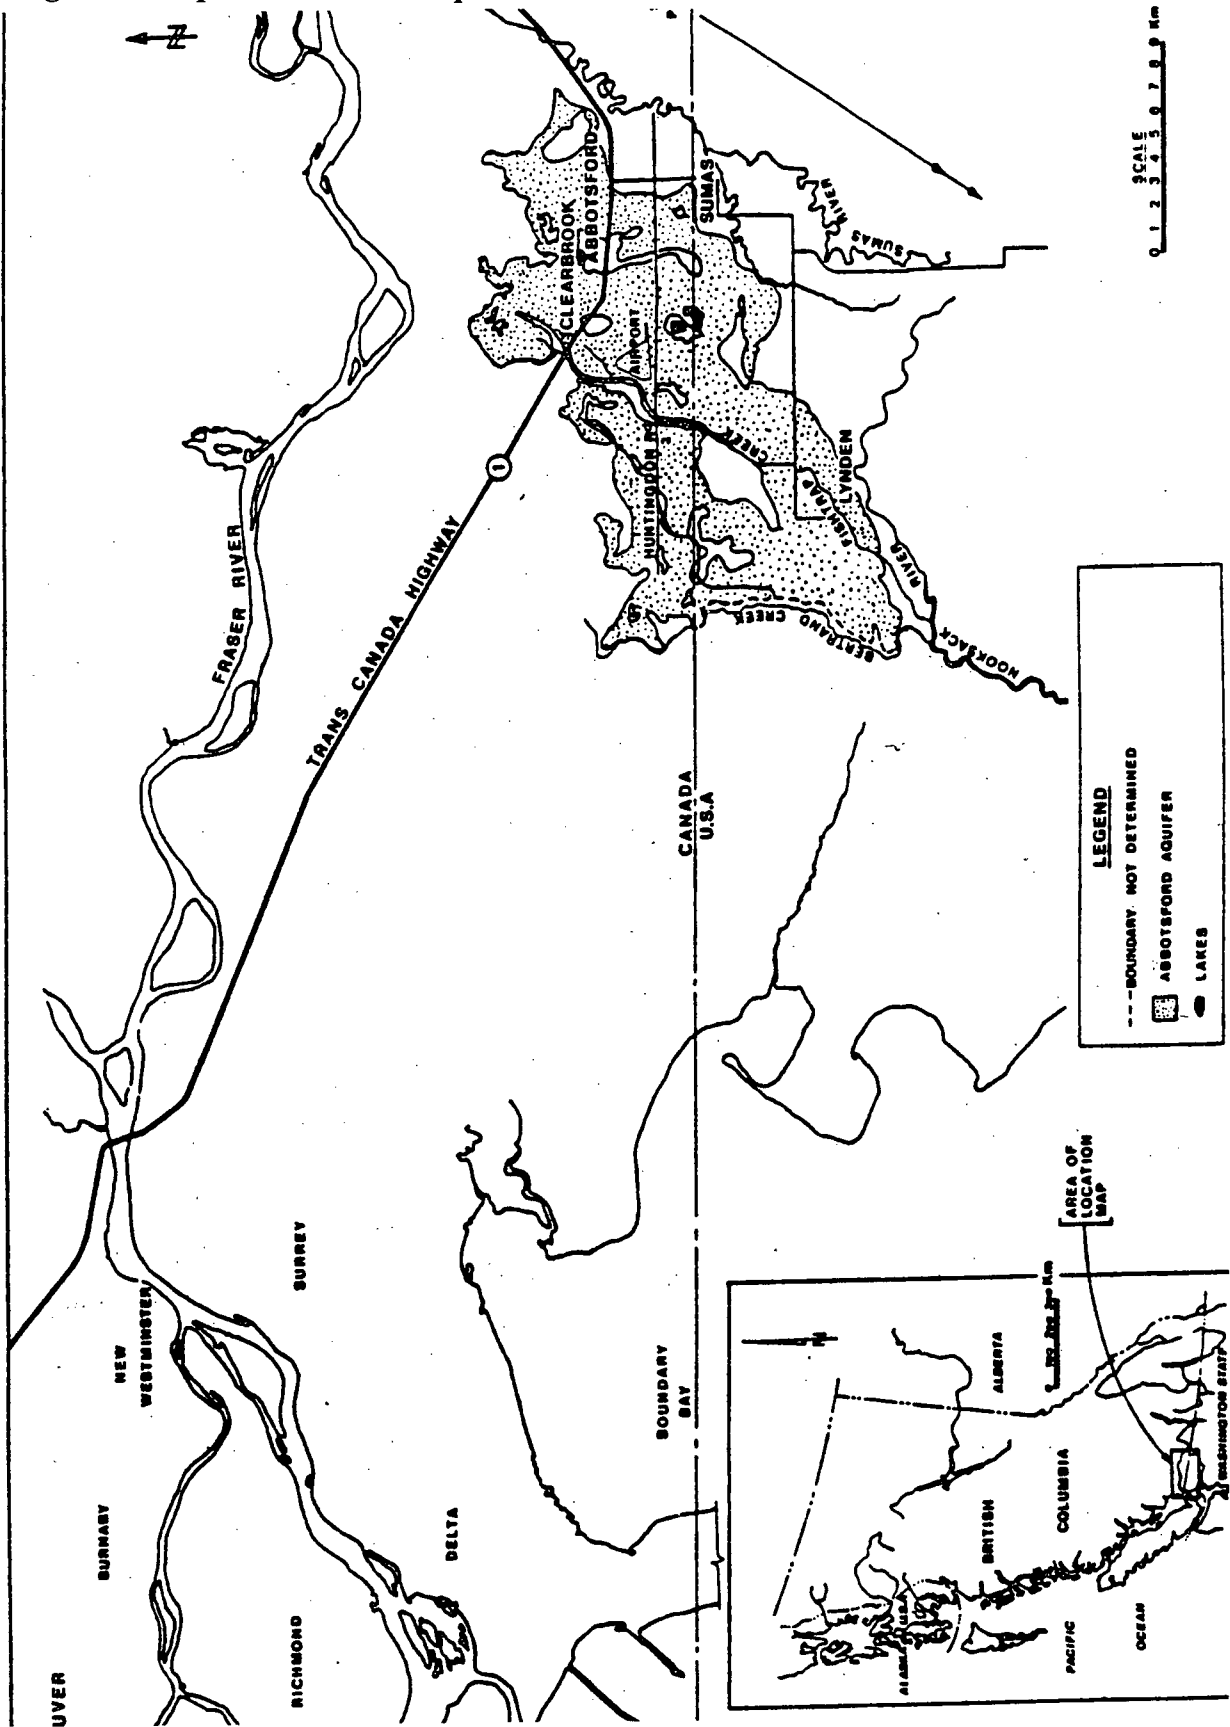 N
FRASER RIVER
TRANS CANADA HIGHWAY
1
CLEARBROOK
ABBOTSFORD
AIRPORT
HUNTINGDON RD
SUMAS
SUMAS RIVER
FISHTRAP CREEK
LYNDEN
BERTRAND CREEK
NOOKSACK RIVER
CANADA
U.S.A
SCALE
0 1 2 3 4 5 6 7 8 9 Km
UVER
BURNABY
NEW
WESTMINSTER
RICHMOND
SURREY
DELTA
BOUNDARY
BAY
LEGEND
---BOUNDARY NOT DETERMINED
ABBOTSFORD AQUIFER
LAKES
AREA OF
LOCATION
MAP
N
ALBERTA
BRITISH
COLUMBIA
PACIFIC
OCEAN
WASHINGTON STATE